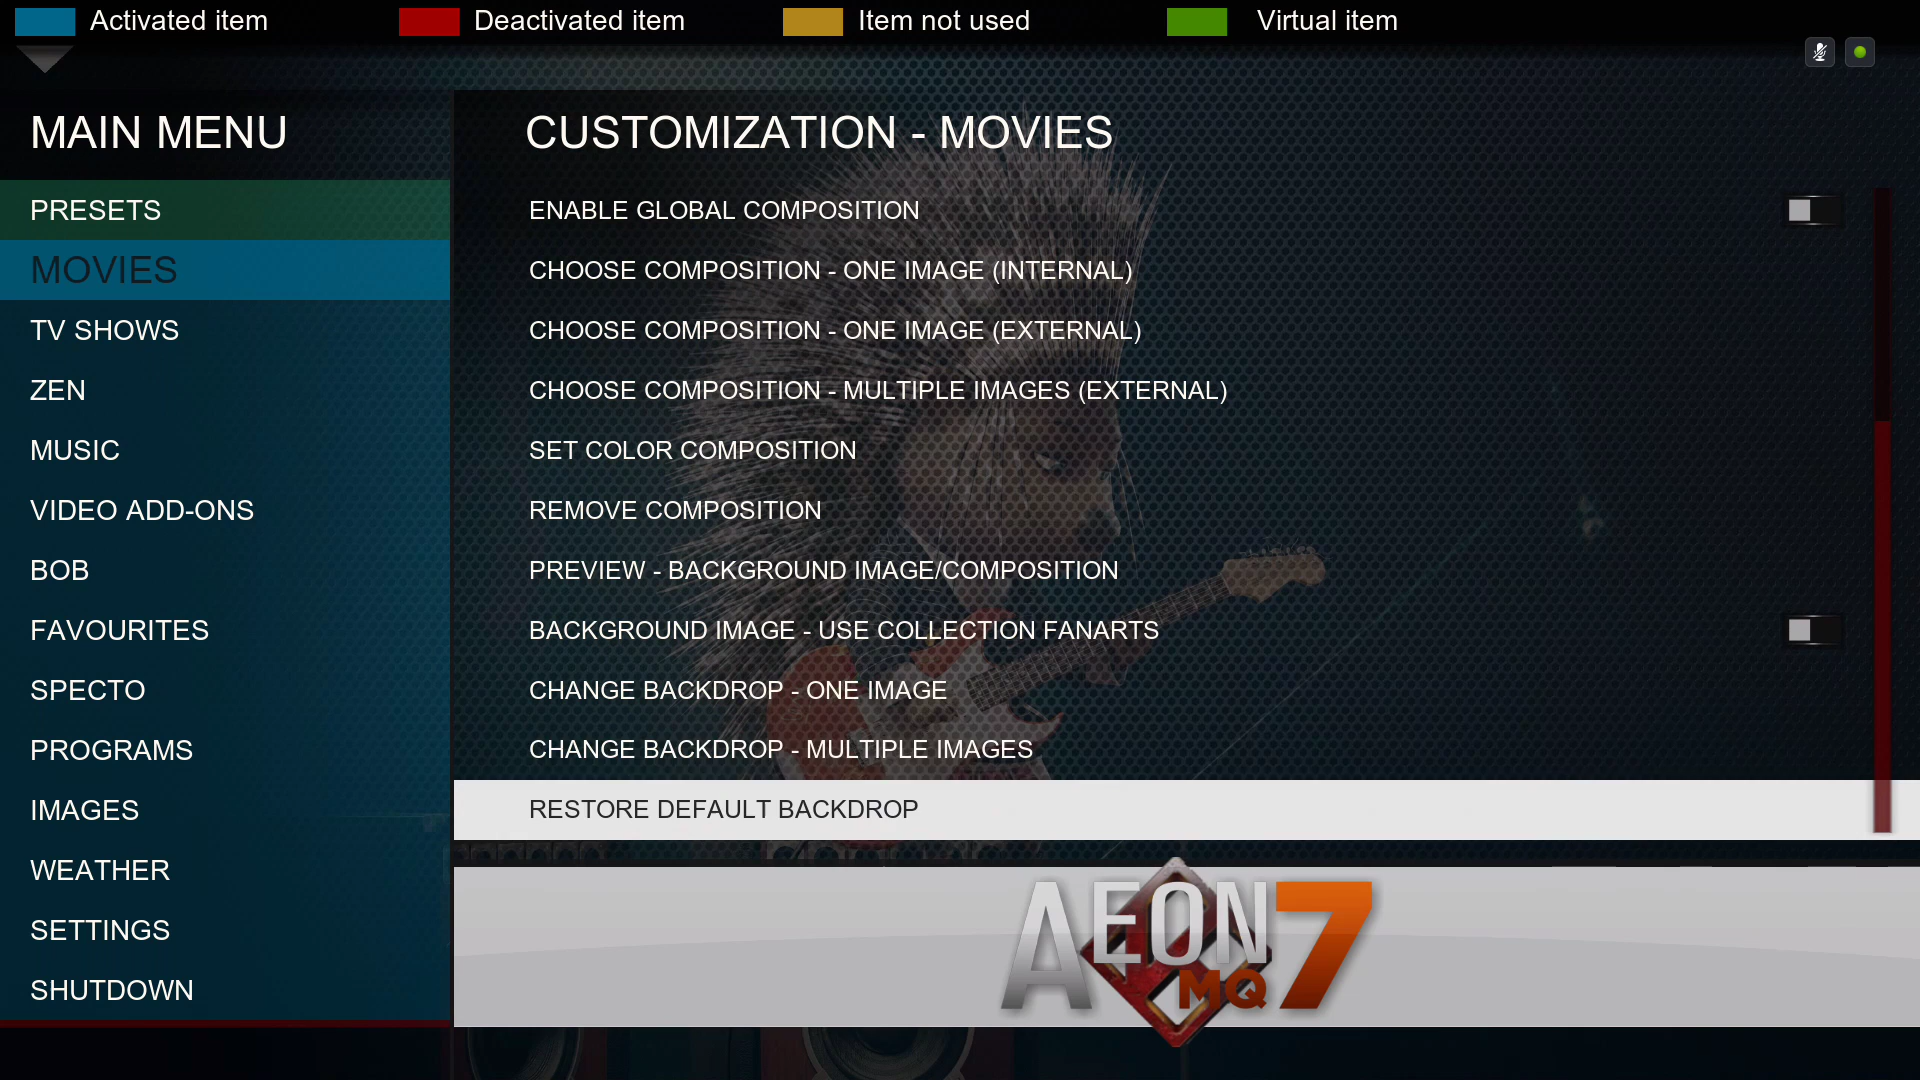 Activated item
Deactivated item
Item not used
Virtual item
MAIN MENU
PRESETS
MOVIES
TV SHOWS
ZEN
MUSIC
VIDEO ADD-ONS
BOB
FAVOURITES
SPECTO
PROGRAMS
IMAGES
WEATHER
SETTINGS
SHUTDOWN
CUSTOMIZATION - MOVIES
ENABLE GLOBAL COMPOSITION
CHOOSE COMPOSITION - ONE IMAGE (INTERNAL)
CHOOSE COMPOSITION - ONE IMAGE (EXTERNAL)
CHOOSE COMPOSITION - MULTIPLE IMAGES (EXTERNAL)
SET COLOR COMPOSITION
REMOVE COMPOSITION
PREVIEW - BACKGROUND IMAGE/COMPOSITION
BACKGROUND IMAGE - USE COLLECTION FANARTS
CHANGE BACKDROP - ONE IMAGE
CHANGE BACKDROP - MULTIPLE IMAGES
RESTORE DEFAULT BACKDROP
AEON 7
MQ